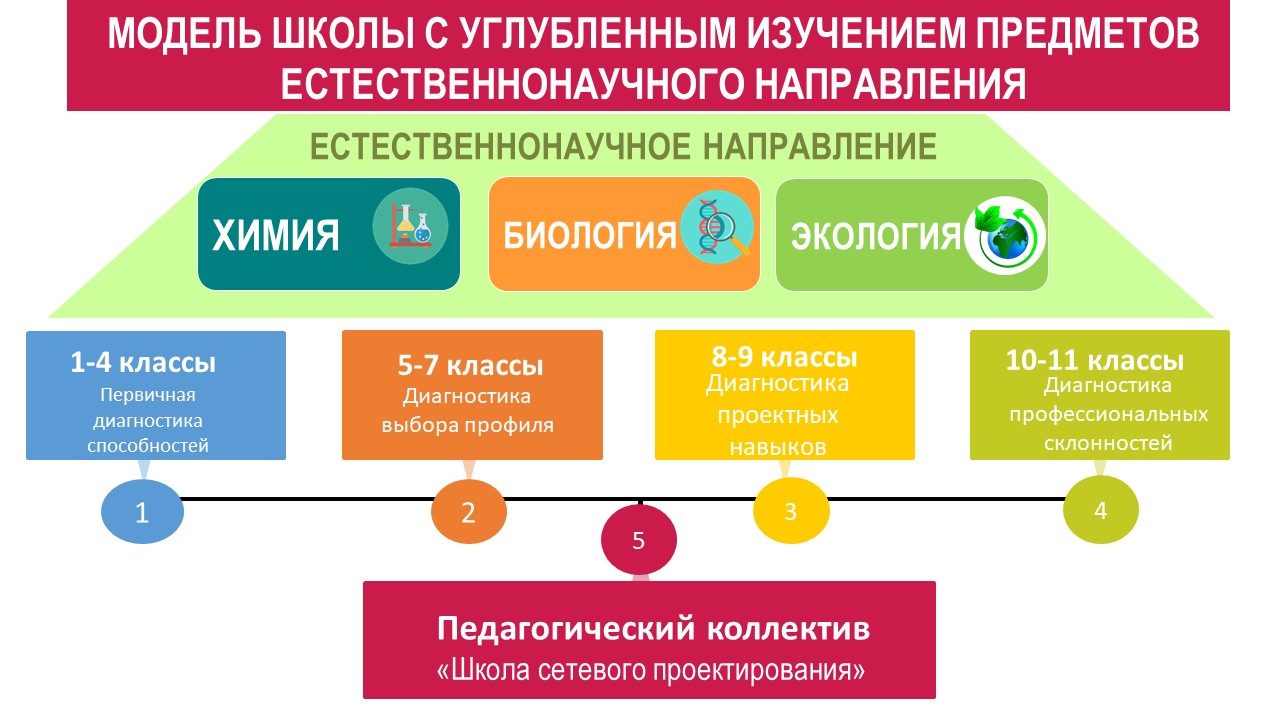 МОДЕЛЬ ШКОЛЫ С УГЛУБЛЕННЫМ ИЗУЧЕНИЕМ ПРЕДМЕТОВ
ЕСТЕСТВЕННОНАУЧНОГО НАПРАВЛЕНИЯ
ЕСТЕСТВЕННОНАУЧНОЕ НАПРАВЛЕНИЕ
ХИМИЯ
БИОЛОГИЯ
ЭКОЛОГИЯ
1-4 классы
Первичная
диагностика
способностей
5-7 классы
Диагностика
выбора профиля
8-9 классы
Диагностика
проектных
навыков
10-11 классы
Диагностика
профессиональных
склонностей
1
2
3
4
5
Педагогический коллектив
«Школа сетевого проектирования»